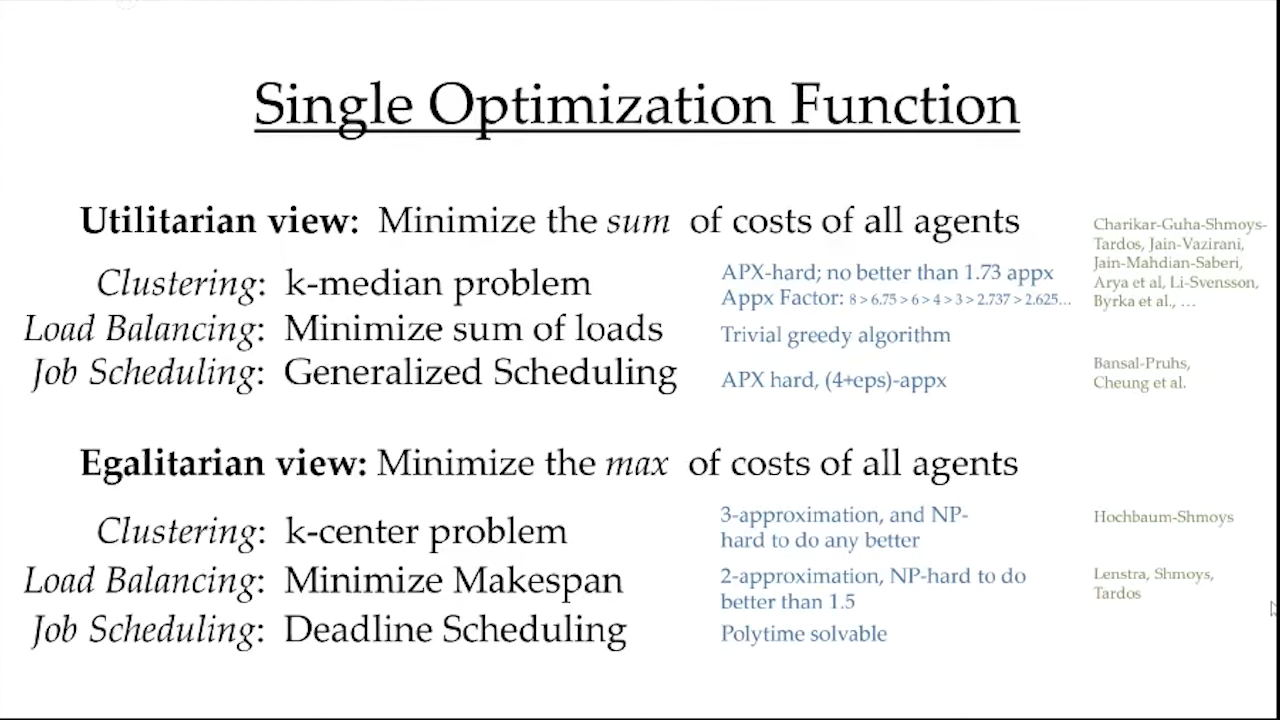 Single Optimization Function
Utilitarian view: Minimize the sum of costs of all agents
Clustering: k-median problem
APX-hard; no better than 1.73 appx
Appx Factor: 8 > 6.75 > 6 > 4 > 3 > 2.737 > 2.625...
Charikar-Guha-Shmoys-
Tardos, Jain-Vazirani,
Jain-Mahdian-Saberi,
Arya et al, Li-Svensson,
Byrka et al., ...
Load Balancing: Minimize sum of loads
Trivial greedy algorithm
Job Scheduling: Generalized Scheduling
APX hard, (4+eps)-appx
Bansal-Pruhs,
Cheung et al.
Egalitarian view: Minimize the max of costs of all agents
Clustering: k-center problem
3-approximation, and NP-
hard to do any better
Hochbaum-Shmoys
Load Balancing: Minimize Makespan
2-approximation, NP-hard to do
better than 1.5
Lenstra, Shmoys,
Tardos
Job Scheduling: Deadline Scheduling
Polytime solvable